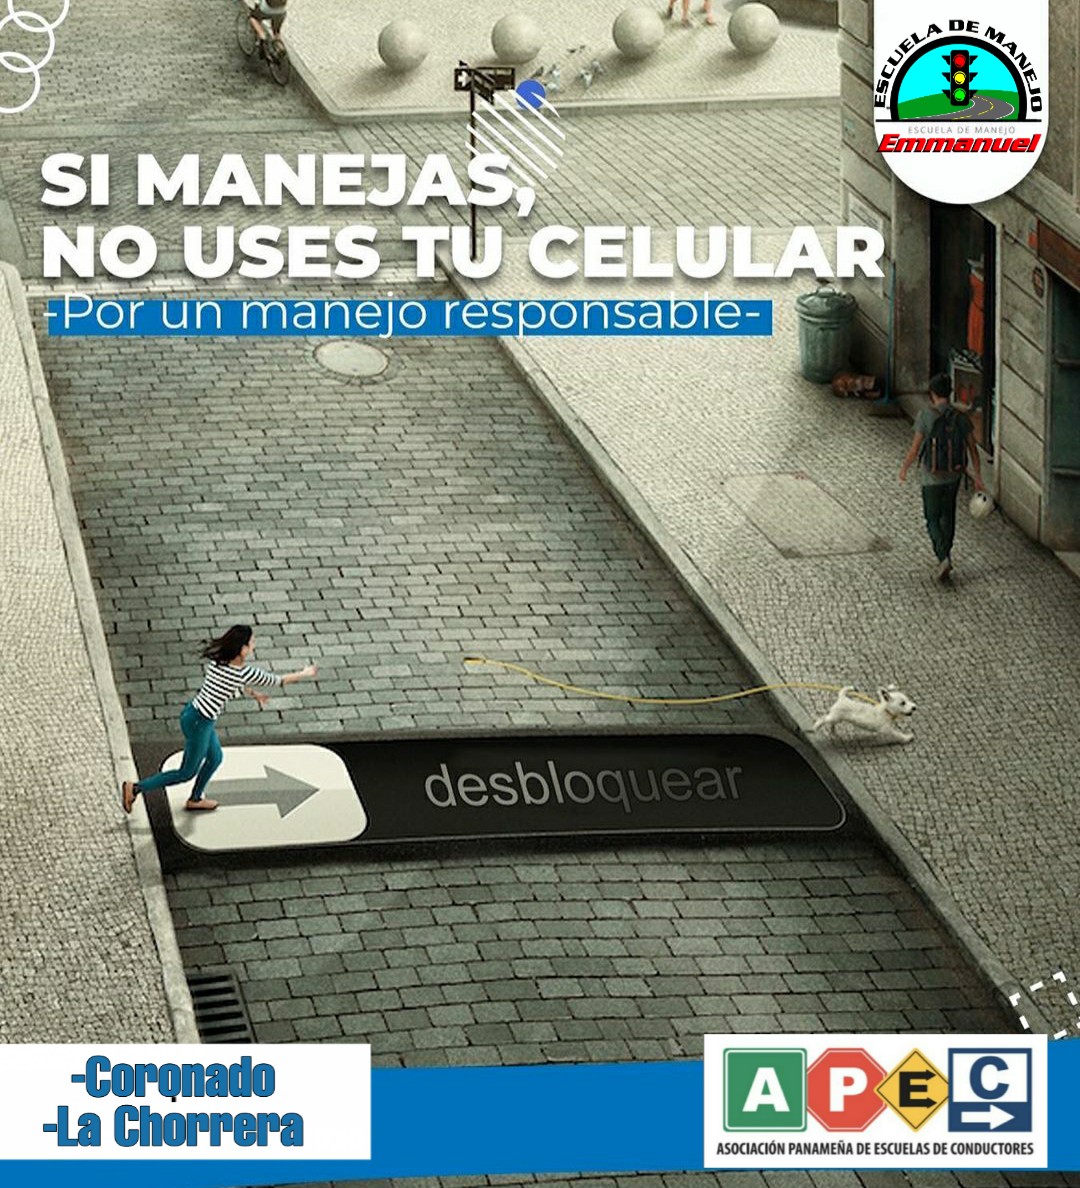 ESCUELA DE MANEJO
ESCUELA DE MANEJO
Emmanuel
SI MANEJAS,
NO USES TU CELULAR
-Por un manejo responsable-
desbloquear
-Coronado
-La Chorrera
APEC
ASOCIACIÓN PANAMEÑA DE ESCUELAS DE CONDUCTORES